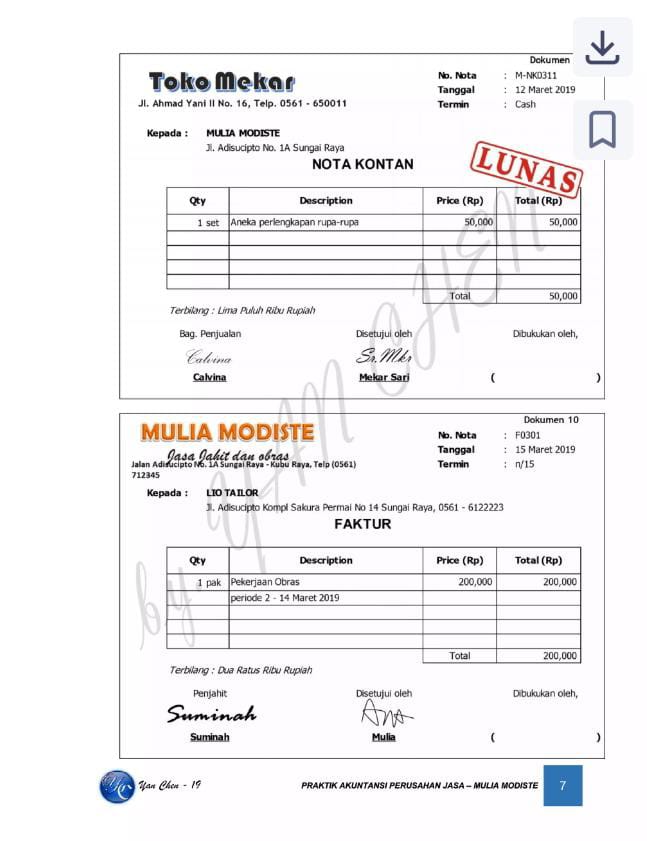 Dokumen
Toko Mekar
Jl. Ahmad Yani II No. 16, Telp. 0561 - 650011
No. Nota : M-NK0311
Tanggal : 12 Maret 2019
Termin : Cash
Kepada : MULIA MODISTE
Jl. Adisucipto No. 1A Sungai Raya
NOTA KONTAN
LUNAS
Qty Description Price (Rp) Total (Rp)
1 set Aneka perlengkapan rupa-rupa 50,000 50,000
Total 50,000
Terbilang : Lima Puluh Ribu Rupiah
Bag. Penjualan Disetujui oleh Dibukukan oleh,
Calvina Sr. Mkr
Calvina Mekar Sari ( )
by YAN CHEN
Dokumen 10
MULIA MODISTE
Jasa Jahit dan obras
Jalan Adisucipto No. 1A Sungai Raya - Kubu Raya, Telp (0561)
712345
No. Nota : F0301
Tanggal : 15 Maret 2019
Termin : n/15
Kepada : LIO TAILOR
Jl. Adisucipto Kompl Sakura Permai No 14 Sungai Raya, 0561 - 6122223
FAKTUR
Qty Description Price (Rp) Total (Rp)
1 pak Pekerjaan Obras 200,000 200,000
periode 2 - 14 Maret 2019
Total 200,000
Terbilang : Dua Ratus Ribu Rupiah
Penjahit Disetujui oleh Dibukukan oleh,
Suminah
Suminah Mulia ( )
Yan Chen - 19
PRAKTIK AKUNTANSI PERUSAHAN JASA – MULIA MODISTE 7